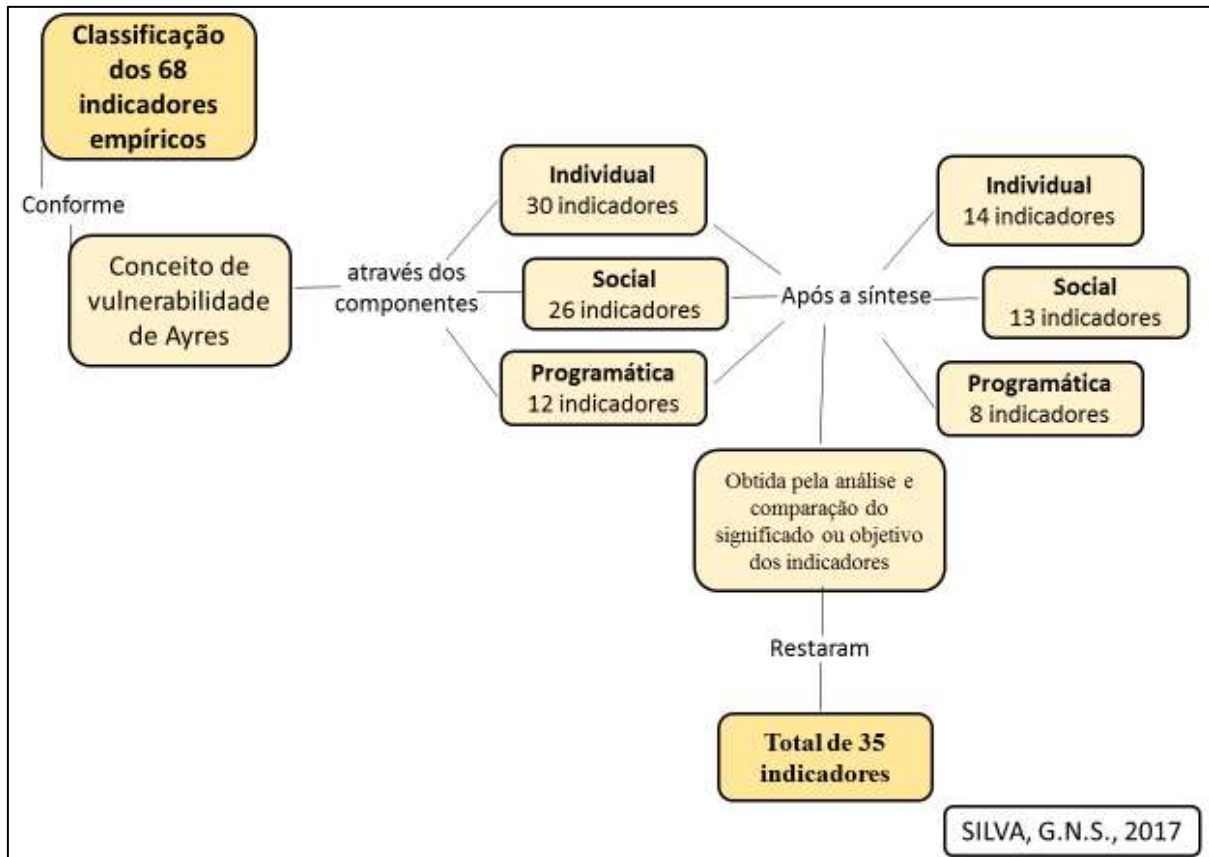 Classificação
dos 68
indicadores
empíricos
Conforme
Conceito de
vulnerabilidade
de Ayres
através dos
componentes
Individual
30 indicadores
Social
26 indicadores
Programática
12 indicadores
Após a síntese
Individual
14 indicadores
Social
13 indicadores
Programática
8 indicadores
Obtida pela análise e
comparação do
significado ou objetivo
dos indicadores
Restaram
Total de 35
indicadores
SILVA, G.N.S., 2017